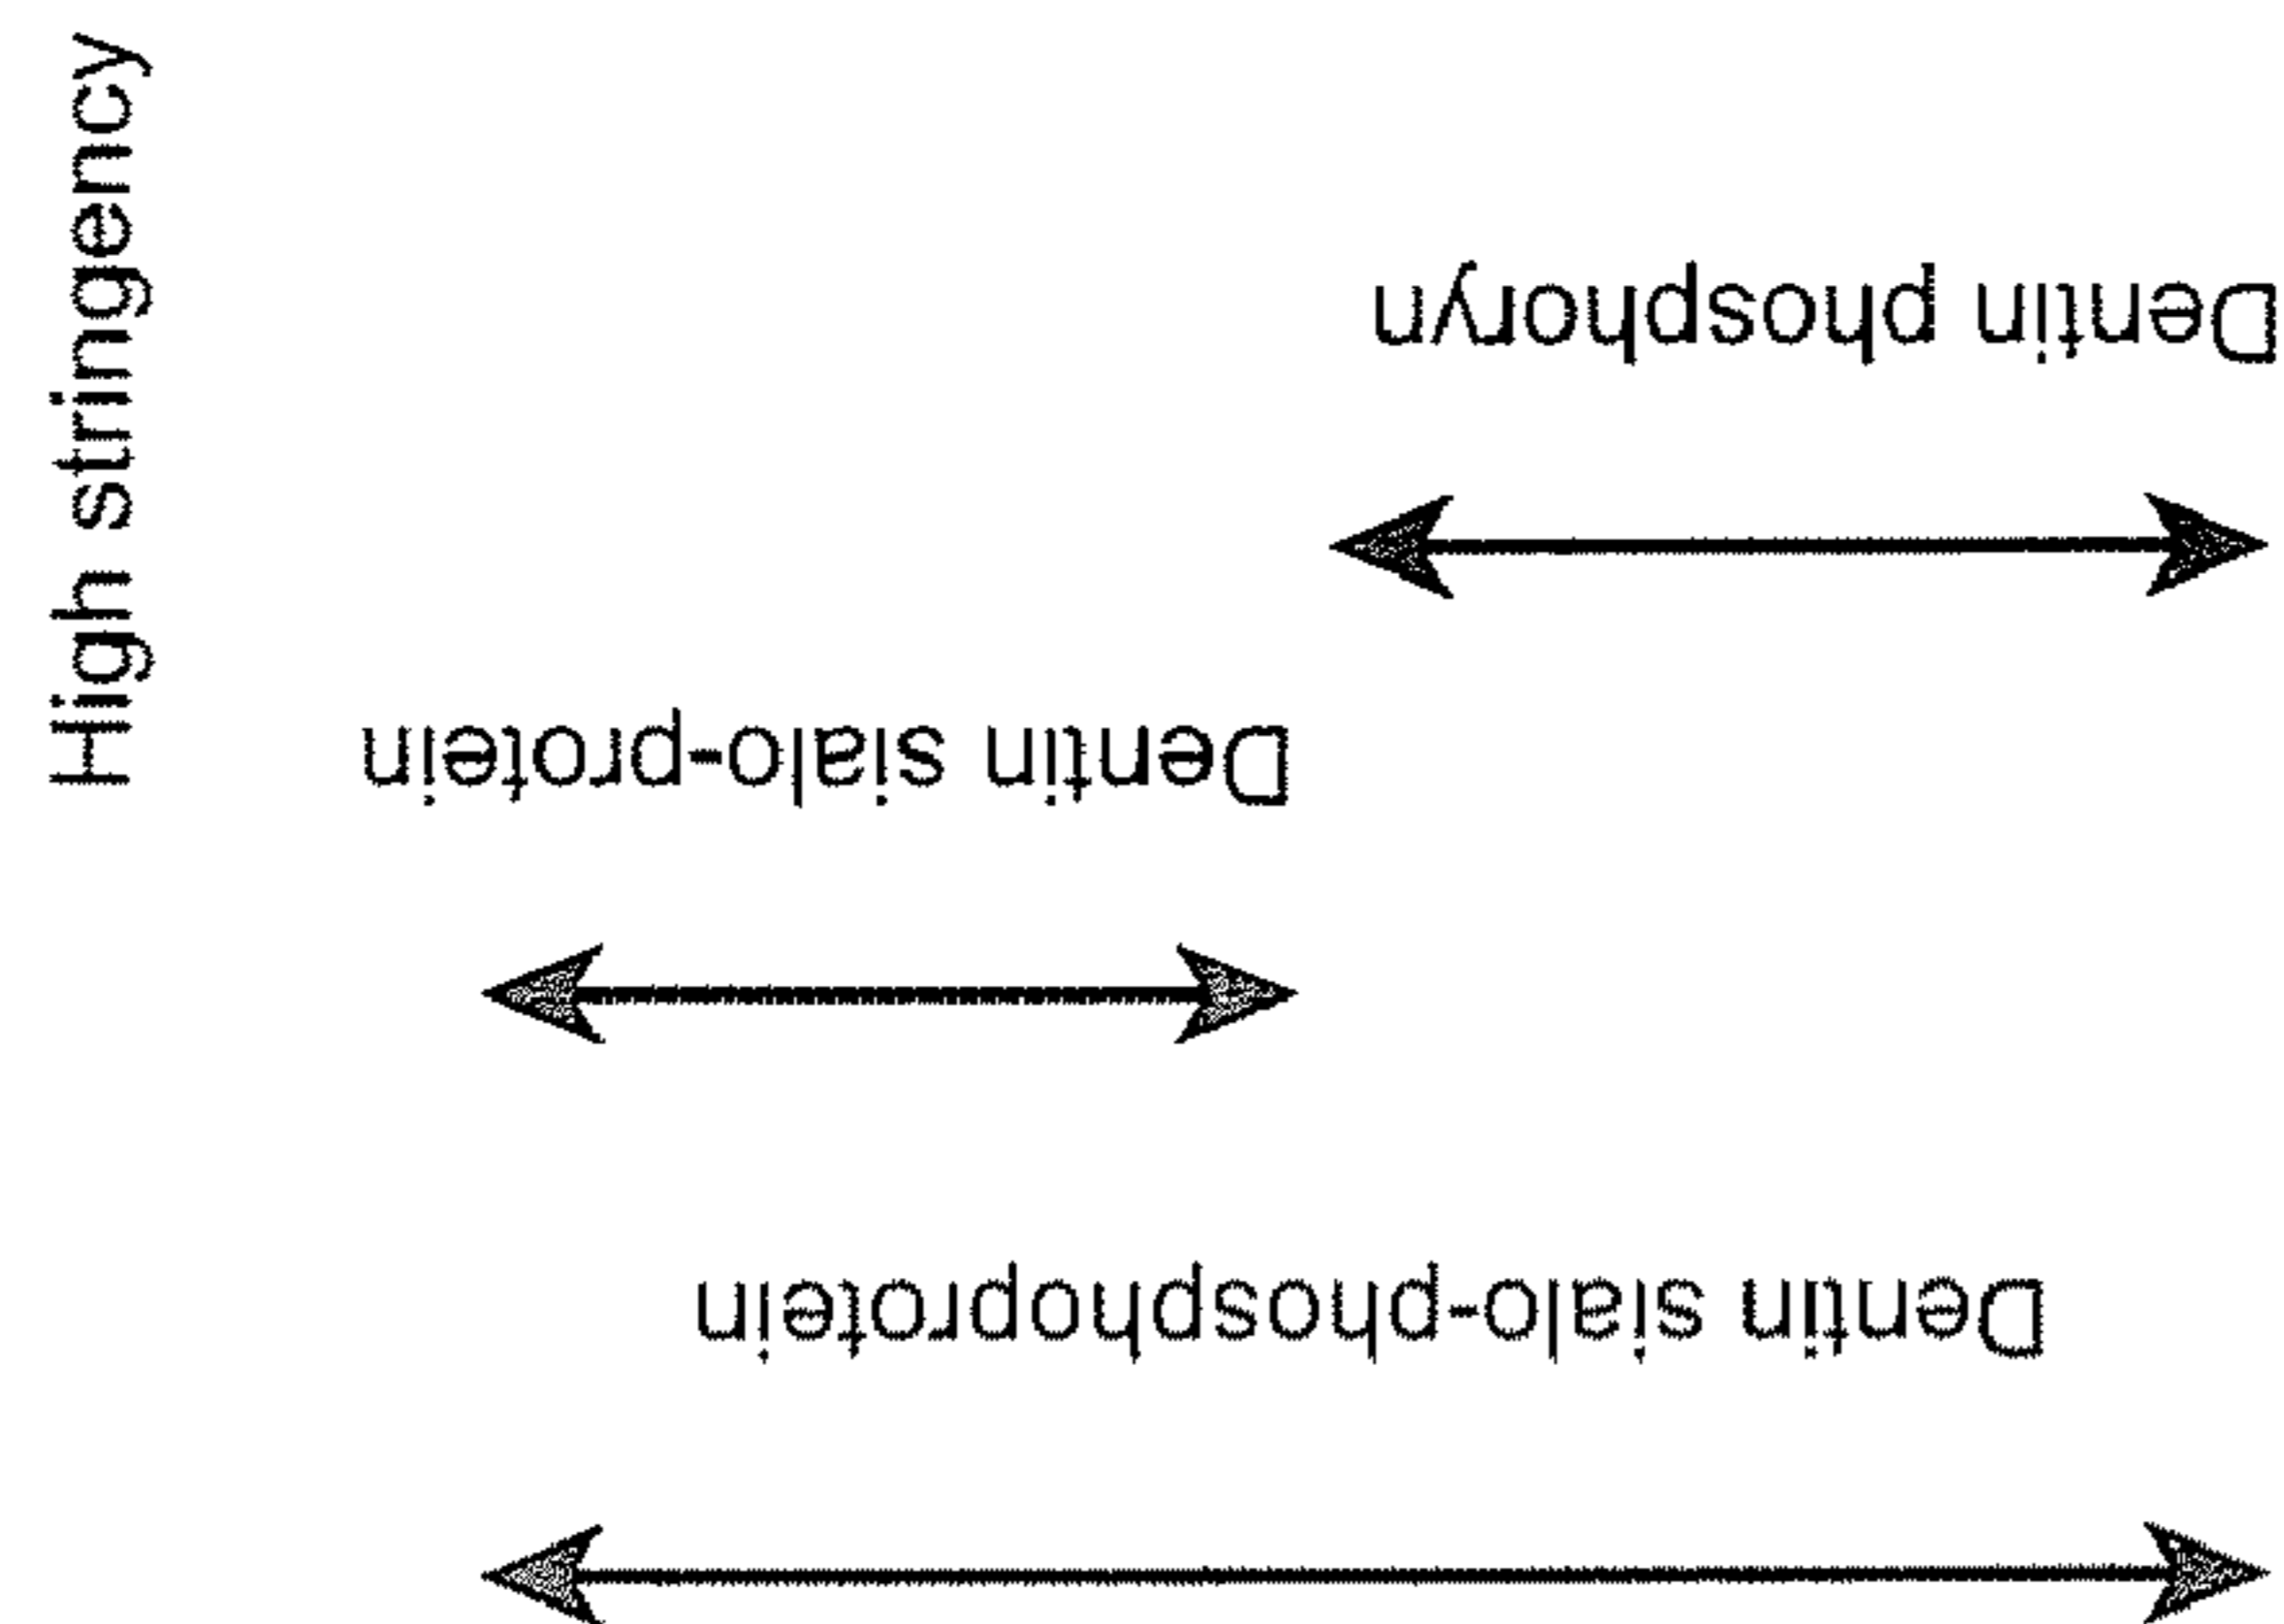 High stringency
Dentin phosphoryn
Dentin sialo-protein
Dentin sialo-phosphoprotein